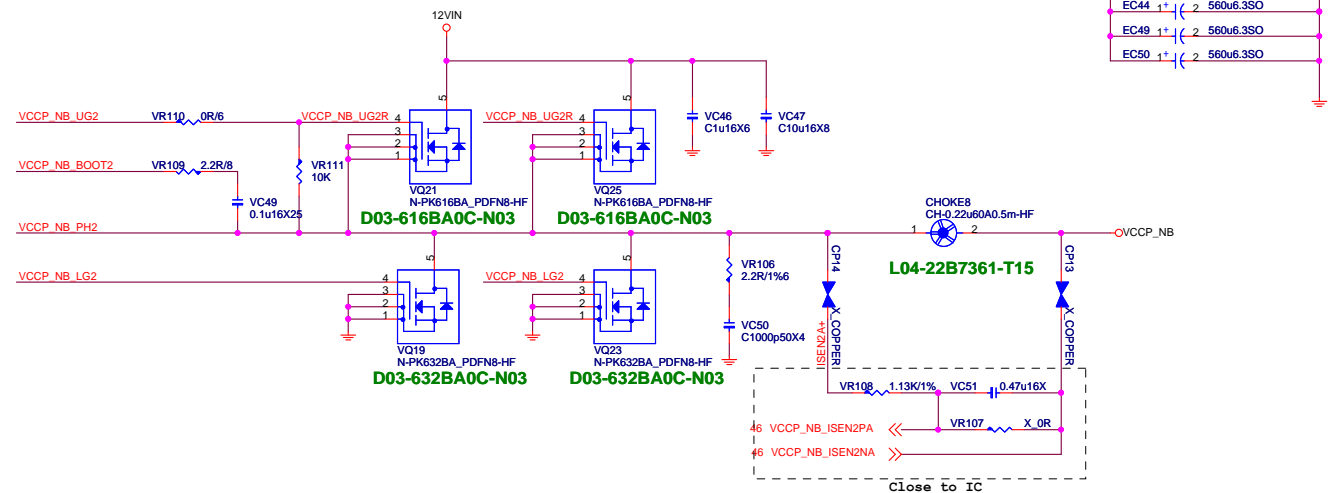 EC44 1 + 2 560u6.3SO
EC49 1 + 2 560u6.3SO
EC50 1 + 2 560u6.3SO
12VIN
5 5
VCCP_NB_UG2 VR110 0R/6 VCCP_NB_UG2R 4 VCCP_NB_UG2R 4
3 3
2 2
1 1
VC46
C1u16X6
VC47
C10u16X8
VCCP_NB_BOOT2 VR109 2.2R/8
VR111
10K
VC49
0.1u16X25
VQ21
N-PK616BA_PDFN8-HF
D03-616BA0C-N03
VQ25
N-PK616BA_PDFN8-HF
D03-616BA0C-N03
VCCP_NB_PH2
CHOKE8
CH-0.22u60A0.5m-HF
1 2
VCCP_NB
L04-22B7361-T15
5 5
VCCP_NB_LG2 4 VCCP_NB_LG2 4
3 3
2 2
1 1
VR106
2.2R/1%6
VC50
C1000p50X4
CP14
X_COPPER
ISEN2A+
CP13
X_COPPER
VQ19
N-PK632BA_PDFN8-HF
D03-632BA0C-N03
VQ23
N-PK632BA_PDFN8-HF
D03-632BA0C-N03
VR108 1.13K/1% VC51 0.47u16X
46 VCCP_NB_ISEN2PA VR107 X_0R
46 VCCP_NB_ISEN2NA
Close to IC